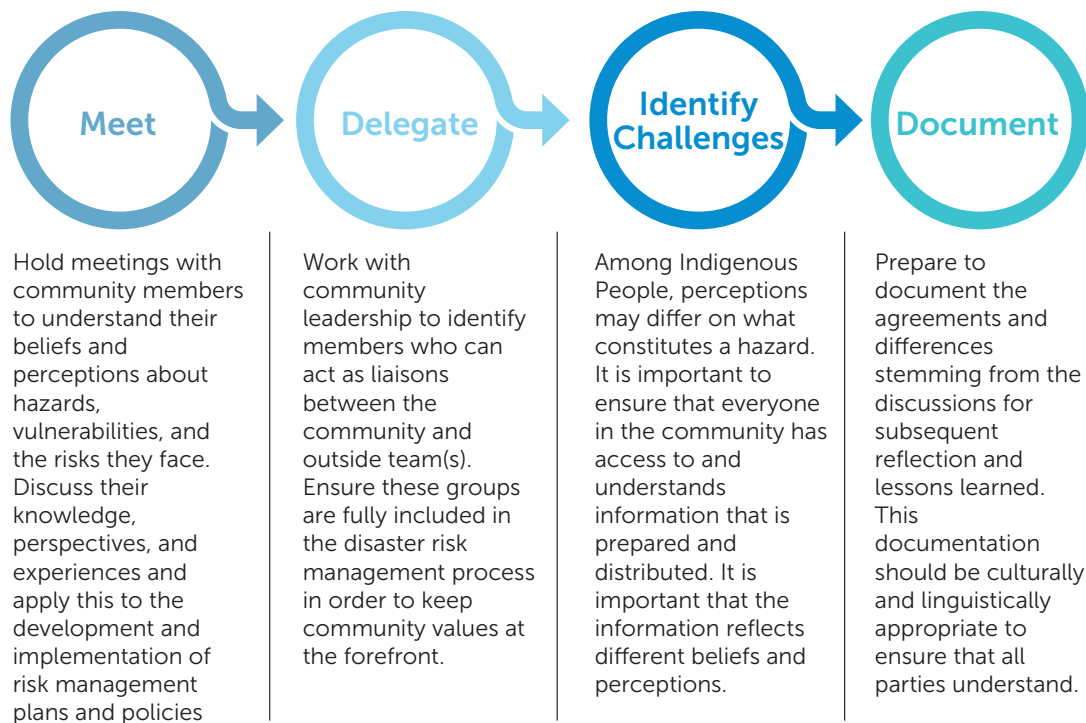 Meet
Delegate
Identify
Challenges
Document
Hold meetings with
community members
to understand their
beliefs and
perceptions about
hazards,
vulnerabilities, and
the risks they face.
Discuss their
knowledge,
perspectives, and
experiences and
apply this to the
development and
implementation of
risk management
plans and policies
Work with
community
leadership to identify
members who can
act as liaisons
between the
community and
outside team(s).
Ensure these groups
are fully included in
the disaster risk
management process
in order to keep
community values at
the forefront.
Among Indigenous
People, perceptions
may differ on what
constitutes a hazard.
It is important to
ensure that everyone
in the community has
access to and
understands
information that is
prepared and
distributed. It is
important that the
information reflects
different beliefs and
perceptions.
Prepare to
document the
agreements and
differences
stemming from the
discussions for
subsequent
reflection and
lessons learned.
This
documentation
should be culturally
and linguistically
appropriate to
ensure that all
parties understand.